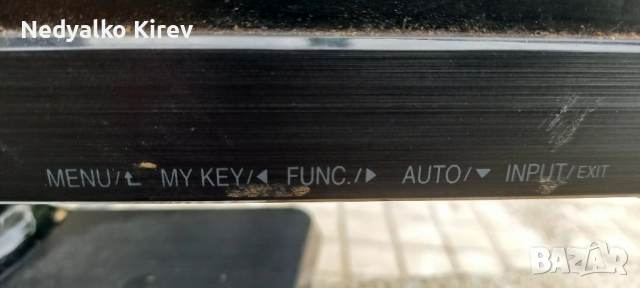 Nedyalko Kirev
MENU/⮤ MY KEY/◀ FUNC./▶ AUTO/▼ INPUT/EXIT
BAZAR